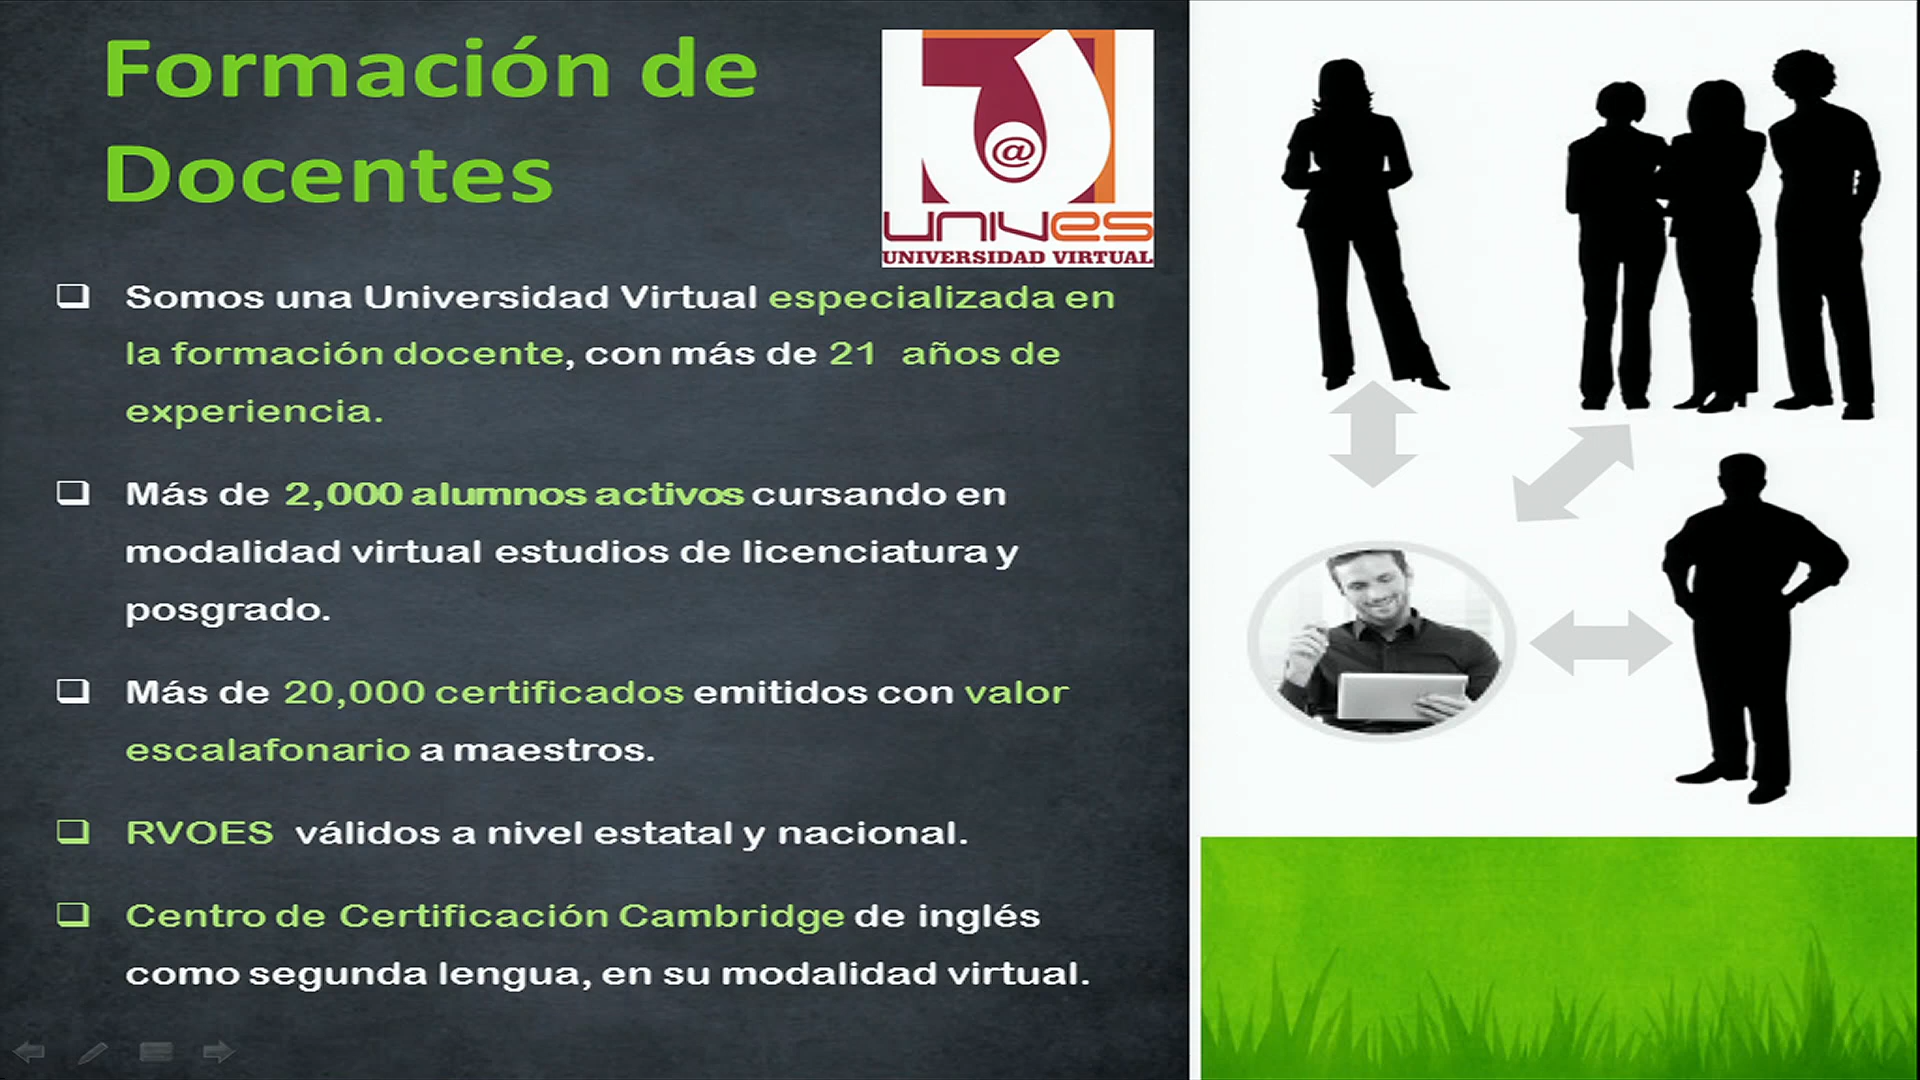 Formación de
Docentes
@
UNIVES
UNIVERSIDAD VIRTUAL
Somos una Universidad Virtual especializada en
la formación docente, con más de 21 años de
experiencia.
Más de 2,000 alumnos activos cursando en
modalidad virtual estudios de licenciatura y
posgrado.
Más de 20,000 certificados emitidos con valor
escalafonario a maestros.
RVOES válidos a nivel estatal y nacional.
Centro de Certificación Cambridge de inglés
como segunda lengua, en su modalidad virtual.